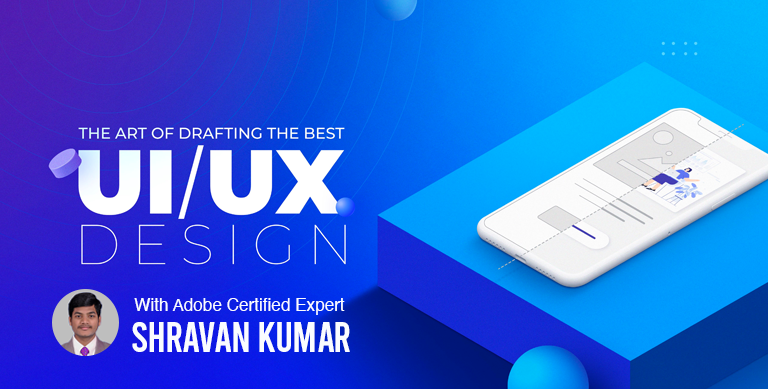 THE ART OF DRAFTING THE BEST
UI/UX
DESIGN
With Adobe Certified Expert
SHRAVAN KUMAR